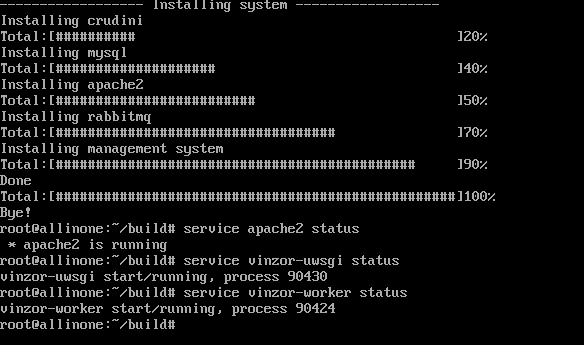 ------------------ Installing system ------------------
Installing crudini
Total:[########## ]20%
Installing mysql
Total:[#################### ]40%
Installing apache2
Total:[######################### ]50%
Installing rabbitmq
Total:[################################### ]70%
Installing management system
Total:[############################################# ]90%
Done
Total:[##################################################]100%
Bye!
root@allinone:~/build# service apache2 status
 * apache2 is running
root@allinone:~/build# service vinzor-uwsgi status
vinzor-uwsgi start/running, process 90430
root@allinone:~/build# service vinzor-worker status
vinzor-worker start/running, process 90424
root@allinone:~/build#